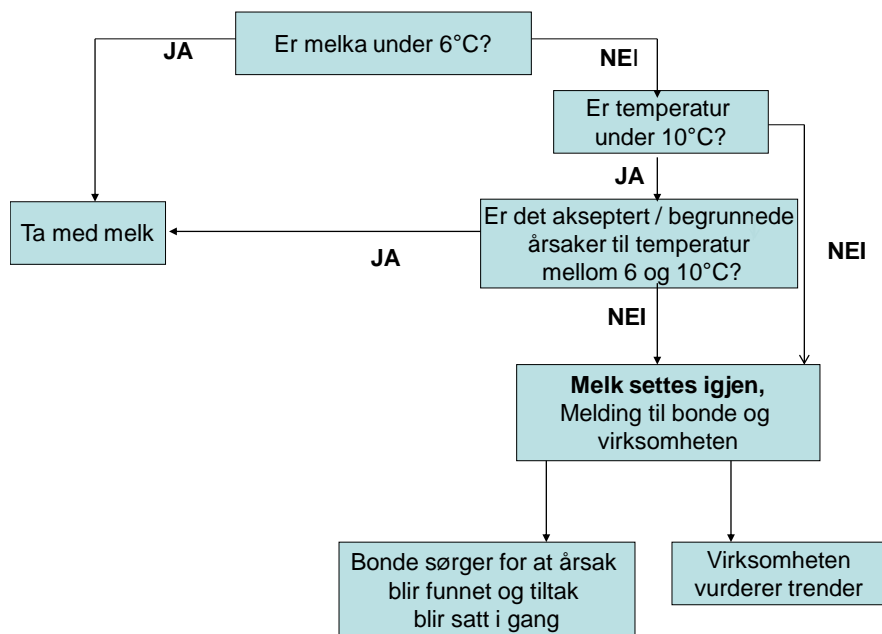 Er melka under 6°C?
JA
NEI
Er temperatur
under 10°C?
JA
Ta med melk
Er det akseptert / begrunnede
årsaker til temperatur
mellom 6 og 10°C?
JA
NEI
NEI
Melk settes igjen,
Melding til bonde og
virksomheten
Bonde sørger for at årsak
blir funnet og tiltak
blir satt i gang
Virksomheten
vurderer trender